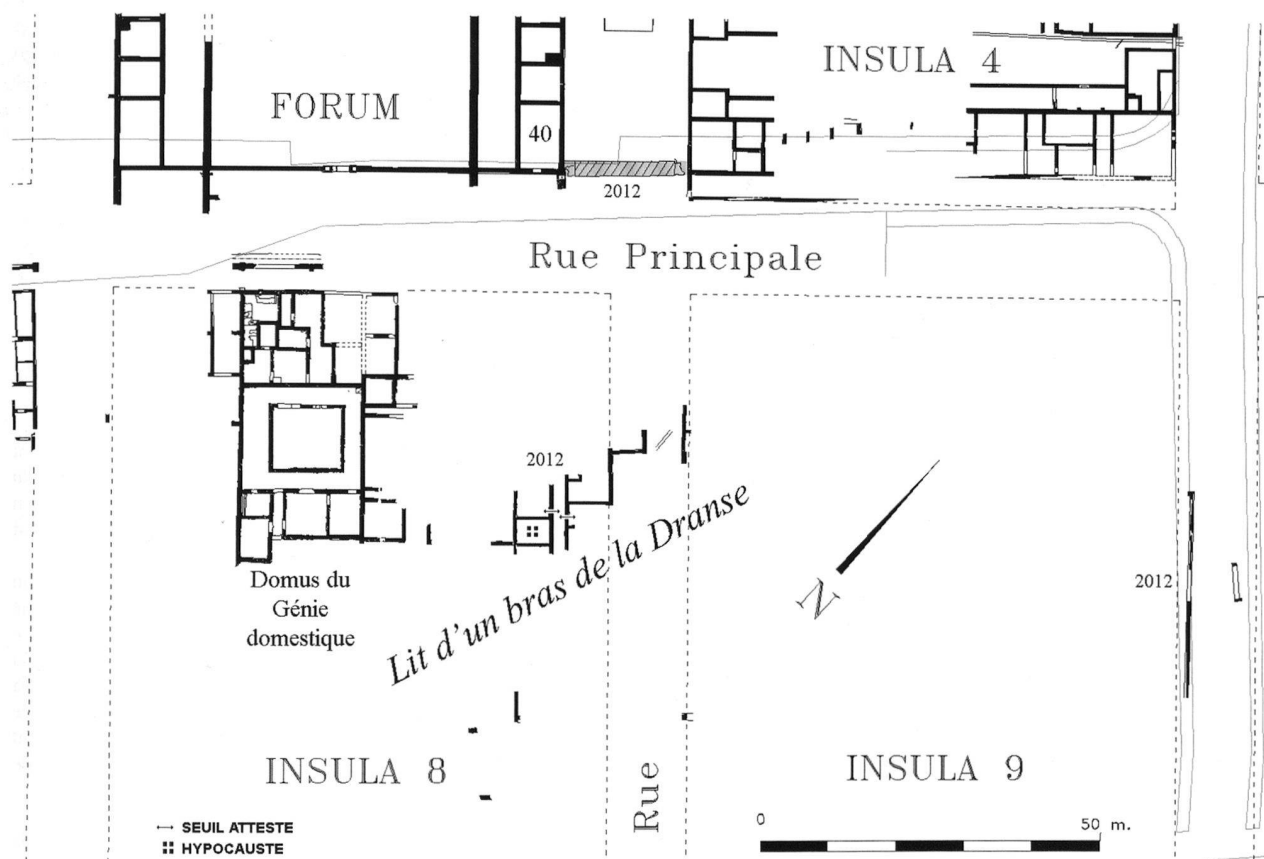 INSULA 4
FORUM
40
2012
Rue Principale
2012
Domus du
Génie
domestique
Lit d'un bras de la Dranse
N
2012
INSULA 8
Rue
INSULA 9
0
50 m.
SEUIL ATTESTE
HYPOCAUSTE